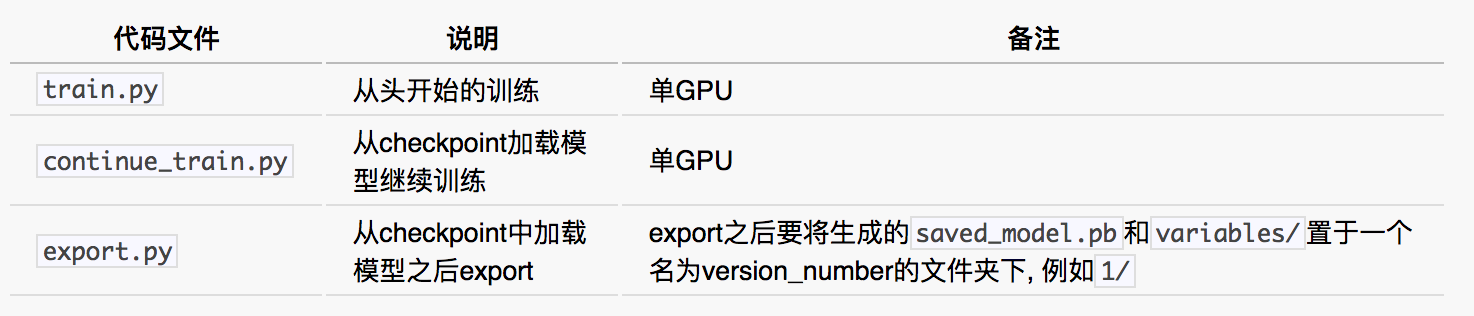 代码文件 说明 备注
train.py 从头开始的训练 单GPU
continue_train.py 从checkpoint加载模
型继续训练 单GPU
export.py 从checkpoint中加载
模型之后export export之后要将生成的saved_model.pb和variables/置于一个
名为version_number的文件夹下, 例如1/